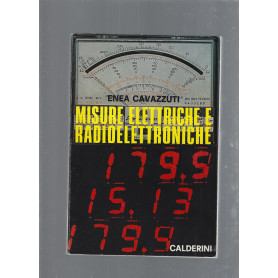 ENEA CAVAZZUTI
MISURE ELETTRICHE E
RADIOELETTRONICHE
179.5
15.13
179.5
CALDERINI